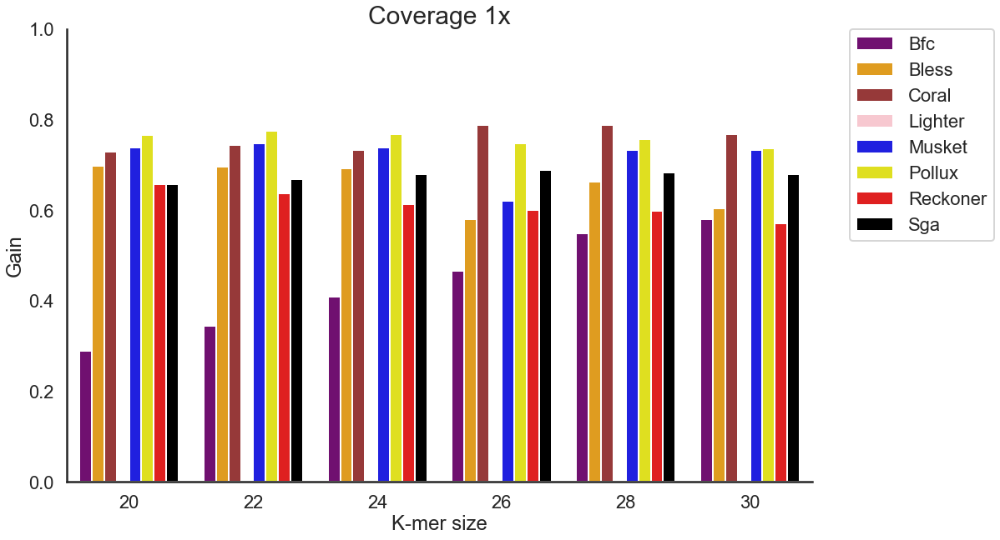 Coverage 1x
1.0
0.8
0.6
0.4
0.2
0.0
Gain
20 22 24 26 28 30
K-mer size
Bfc
Bless
Coral
Lighter
Musket
Pollux
Reckoner
Sga